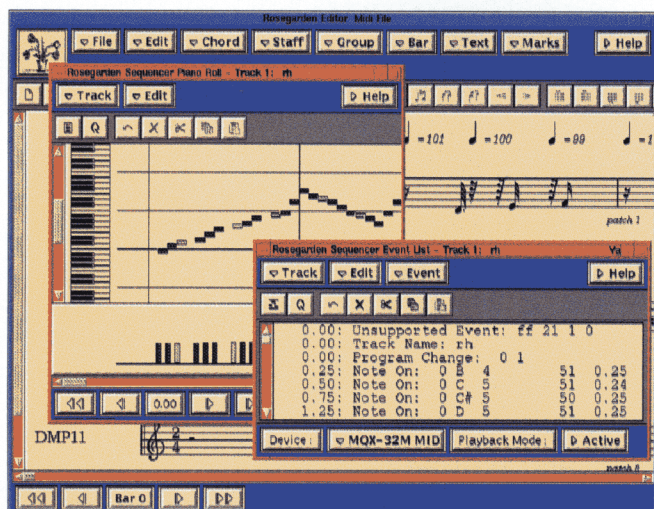 Rosegarden Editor Midi File
File Edit Chord Staff Group Bar Text Marks Help
Rosegarden Sequencer Piano Roll - Track 1: rh
Track Edit Help
Q
=101 =100 =99 =1
patch 1
Rosegarden Sequencer Event List - Track 1: rh
Track Edit Event Help
Q
0.00: Unsupported Event: ff 21 1 0
0.00: Track Name: rh
0.00: Program Change: 0 1
0.25: Note On: 0 B 4 51 0.25
0.50: Note On: 0 C 5 51 0.24
0.75: Note On: 0 C# 5 50 0.25
1.25: Note On: 0 D 5 51 0.25
0.00
DMP11
2
4
Device: MQX-32M MID Playback Mode: Active
Bar 0